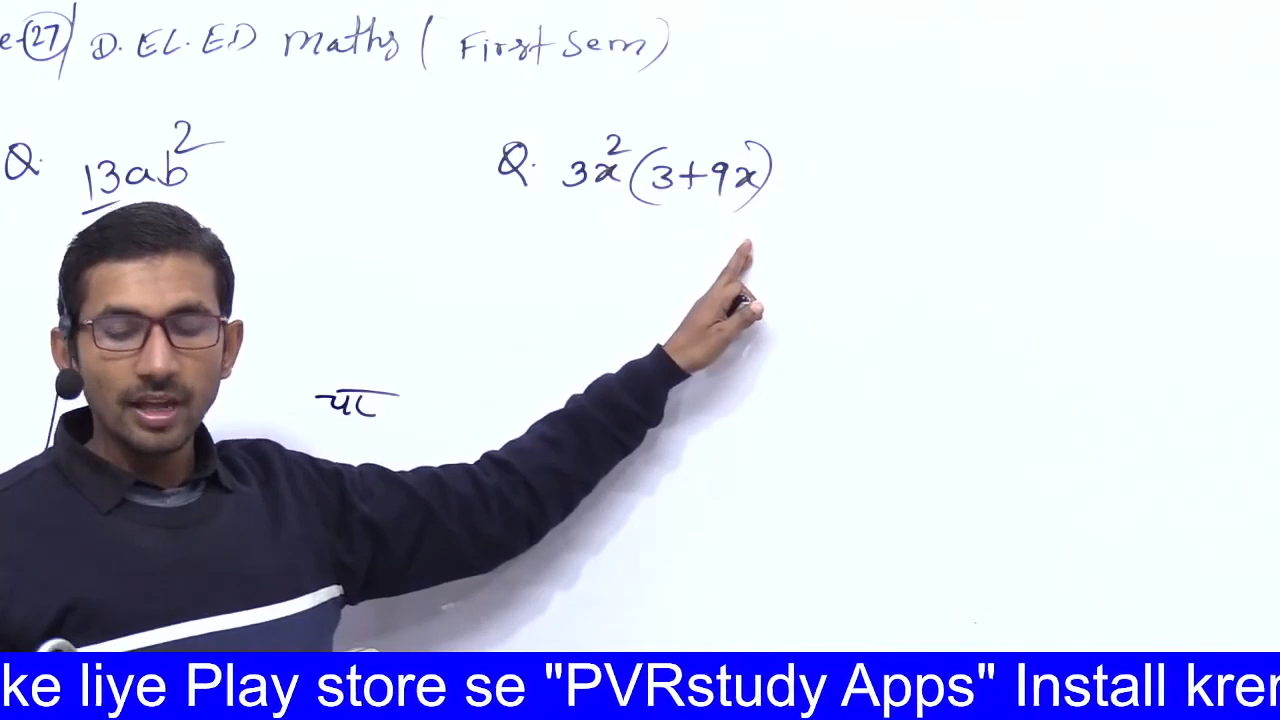 e-27 D.EL.ED Maths ( First Sem )
Q. 13ab²
Q. 3x²(3+9x)
चर
ke liye Play store se "PVRstudy Apps" Install kren